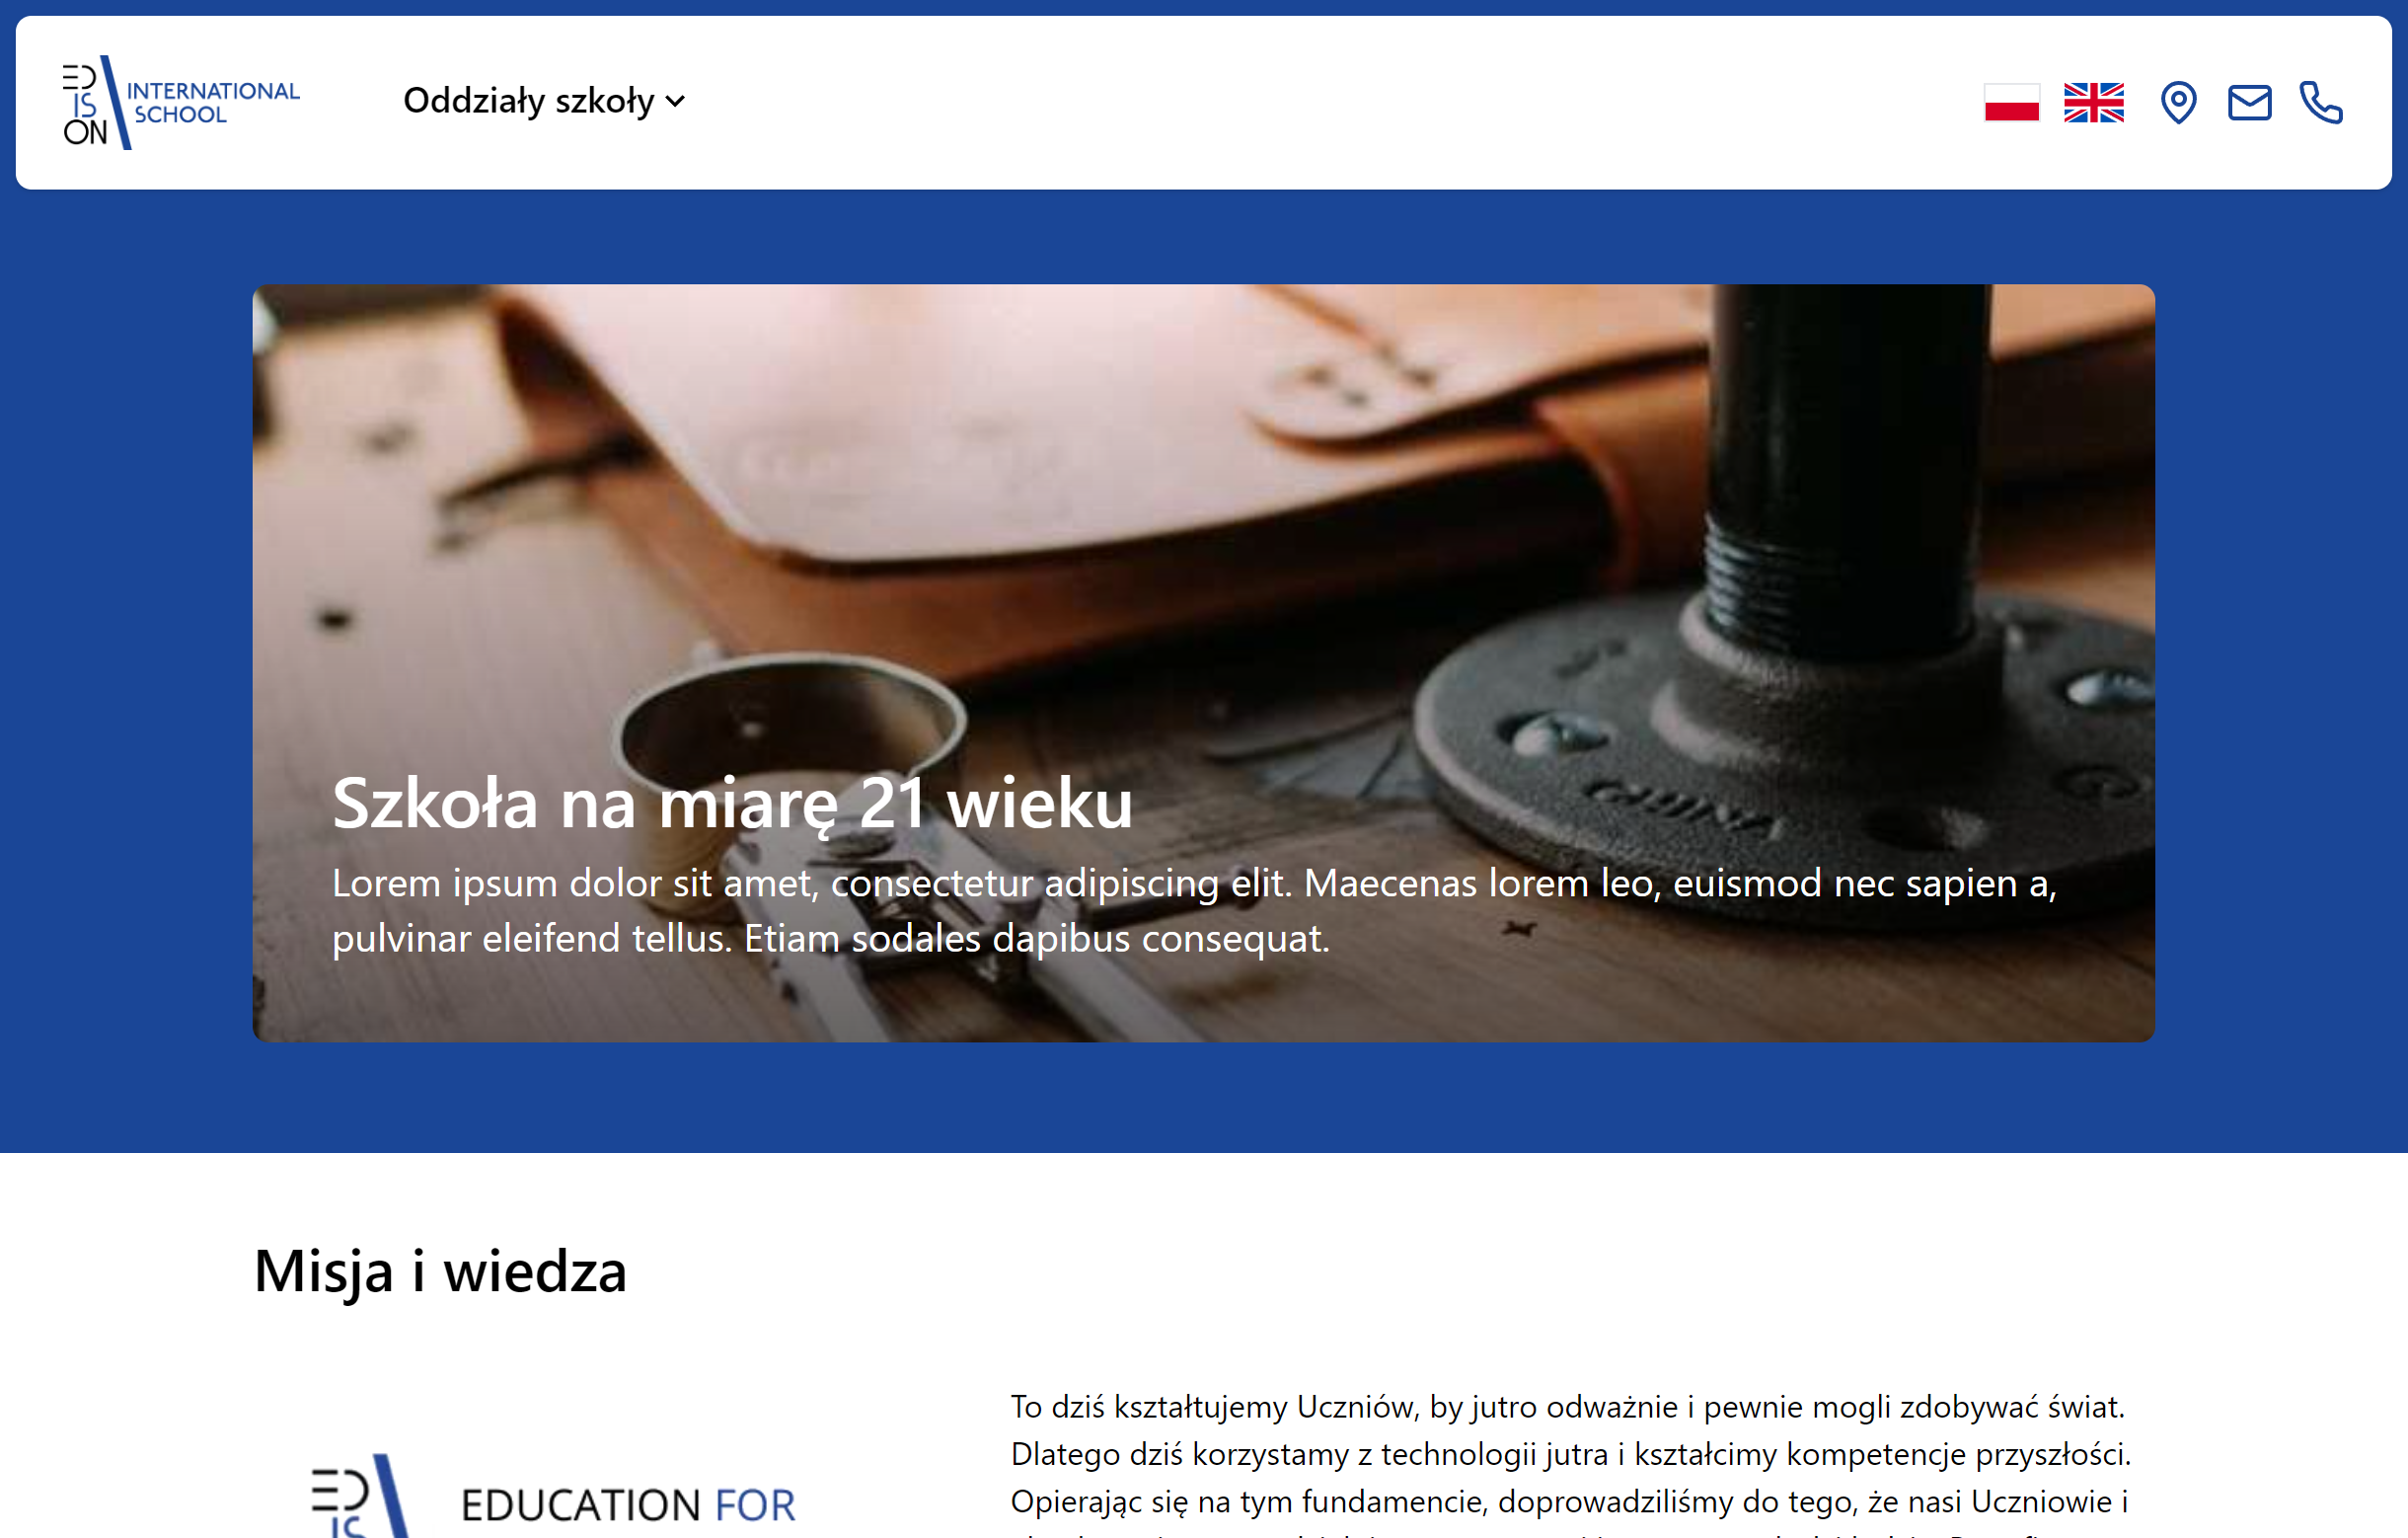 ED
IS
ON
INTERNATIONAL
SCHOOL
Oddziały szkoły
Szkoła na miarę 21 wieku
Lorem ipsum dolor sit amet, consectetur adipiscing elit. Maecenas lorem leo, euismod nec sapien a,
pulvinar eleifend tellus. Etiam sodales dapibus consequat.
Misja i wiedza
ED
IS
EDUCATION FOR
To dziś kształtujemy Uczniów, by jutro odważnie i pewnie mogli zdobywać świat.
Dlatego dziś korzystamy z technologii jutra i kształcimy kompetencje przyszłości.
Opierając się na tym fundamencie, doprowadziliśmy do tego, że nasi Uczniowie i